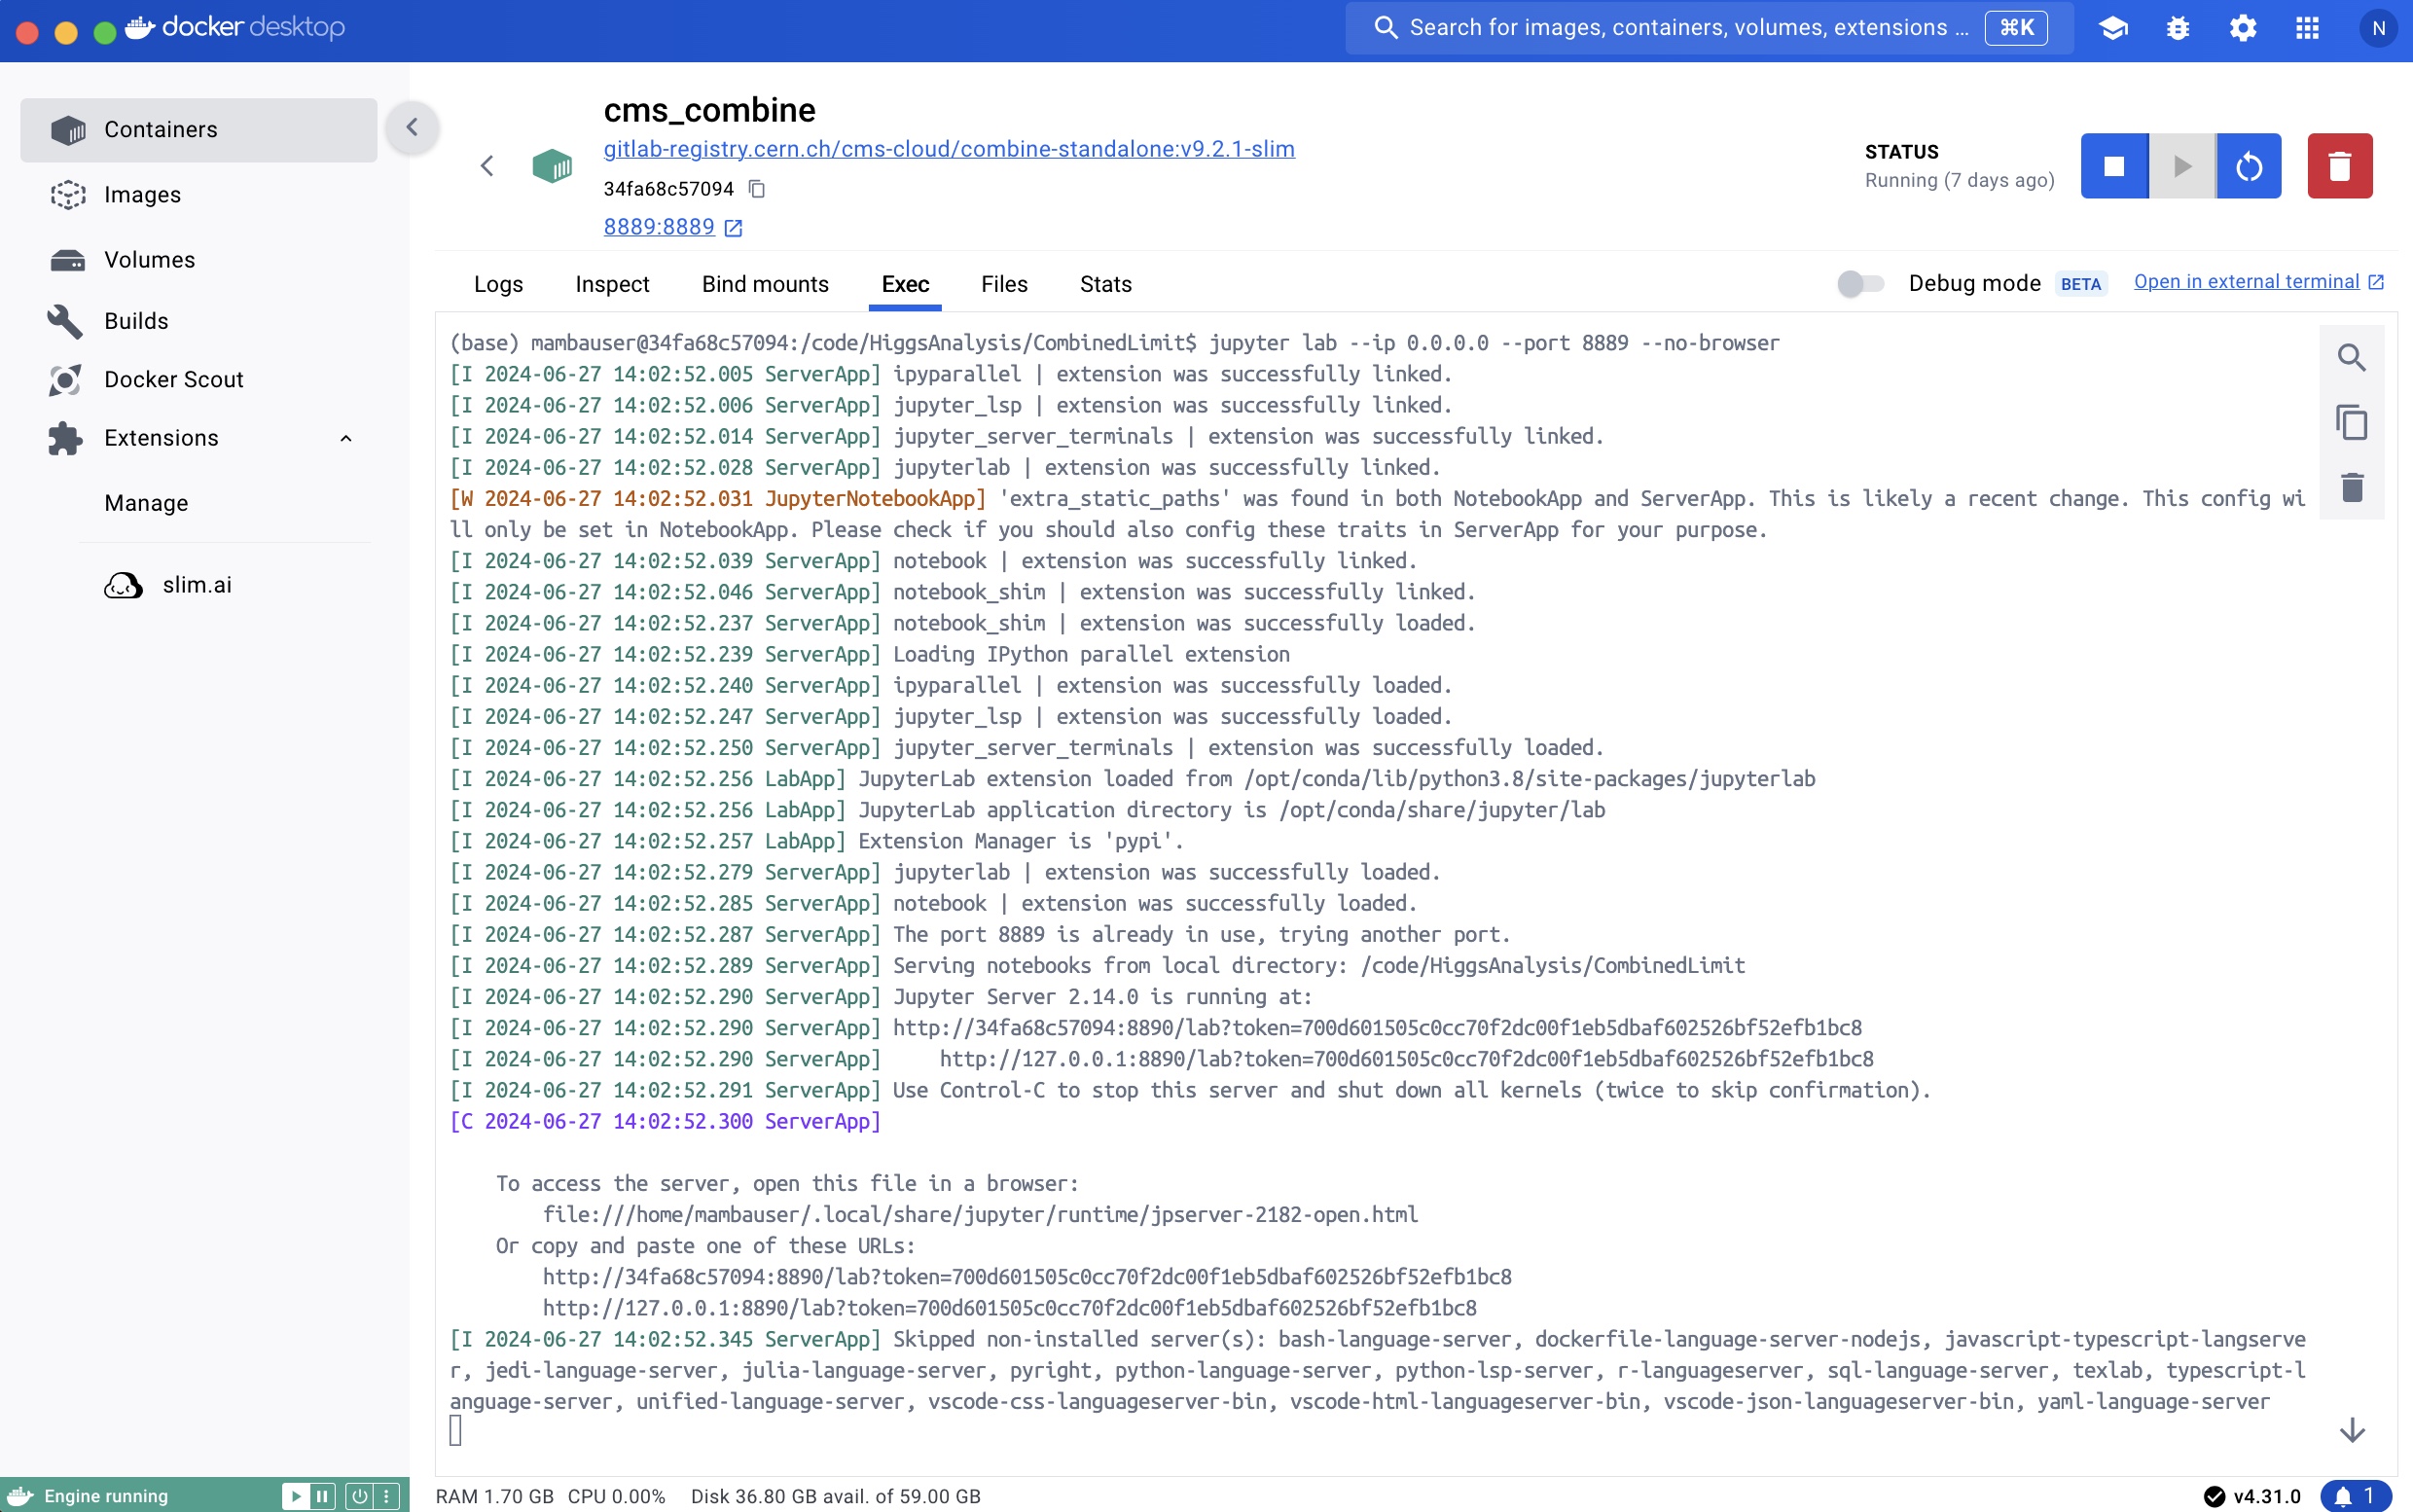 docker desktop
Search for images, containers, volumes, extensions ...
⌘K
N
Containers
Images
Volumes
Builds
Docker Scout
Extensions
Manage
slim.ai
cms_combine
gitlab-registry.cern.ch/cms-cloud/combine-standalone:v9.2.1-slim
34fa68c57094
8889:8889
STATUS
Running (7 days ago)
Logs Inspect Bind mounts Exec Files Stats
Debug mode BETA Open in external terminal
(base) mambauser@34fa68c57094:/code/HiggsAnalysis/CombinedLimit$ jupyter lab --ip 0.0.0.0 --port 8889 --no-browser
[I 2024-06-27 14:02:52.005 ServerApp] ipyparallel | extension was successfully linked.
[I 2024-06-27 14:02:52.006 ServerApp] jupyter_lsp | extension was successfully linked.
[I 2024-06-27 14:02:52.014 ServerApp] jupyter_server_terminals | extension was successfully linked.
[I 2024-06-27 14:02:52.028 ServerApp] jupyterlab | extension was successfully linked.
[W 2024-06-27 14:02:52.031 JupyterNotebookApp] 'extra_static_paths' was found in both NotebookApp and ServerApp. This is likely a recent change. This config wi
ll only be set in NotebookApp. Please check if you should also config these traits in ServerApp for your purpose.
[I 2024-06-27 14:02:52.039 ServerApp] notebook | extension was successfully linked.
[I 2024-06-27 14:02:52.046 ServerApp] notebook_shim | extension was successfully linked.
[I 2024-06-27 14:02:52.237 ServerApp] notebook_shim | extension was successfully loaded.
[I 2024-06-27 14:02:52.239 ServerApp] Loading IPython parallel extension
[I 2024-06-27 14:02:52.240 ServerApp] ipyparallel | extension was successfully loaded.
[I 2024-06-27 14:02:52.247 ServerApp] jupyter_lsp | extension was successfully loaded.
[I 2024-06-27 14:02:52.250 ServerApp] jupyter_server_terminals | extension was successfully loaded.
[I 2024-06-27 14:02:52.256 LabApp] JupyterLab extension loaded from /opt/conda/lib/python3.8/site-packages/jupyterlab
[I 2024-06-27 14:02:52.256 LabApp] JupyterLab application directory is /opt/conda/share/jupyter/lab
[I 2024-06-27 14:02:52.257 LabApp] Extension Manager is 'pypi'.
[I 2024-06-27 14:02:52.279 ServerApp] jupyterlab | extension was successfully loaded.
[I 2024-06-27 14:02:52.285 ServerApp] notebook | extension was successfully loaded.
[I 2024-06-27 14:02:52.287 ServerApp] The port 8889 is already in use, trying another port.
[I 2024-06-27 14:02:52.289 ServerApp] Serving notebooks from local directory: /code/HiggsAnalysis/CombinedLimit
[I 2024-06-27 14:02:52.290 ServerApp] Jupyter Server 2.14.0 is running at:
[I 2024-06-27 14:02:52.290 ServerApp] http://34fa68c57094:8890/lab?token=700d601505c0cc70f2dc00f1eb5dbaf602526bf52efb1bc8
[I 2024-06-27 14:02:52.290 ServerApp]     http://127.0.0.1:8890/lab?token=700d601505c0cc70f2dc00f1eb5dbaf602526bf52efb1bc8
[I 2024-06-27 14:02:52.291 ServerApp] Use Control-C to stop this server and shut down all kernels (twice to skip confirmation).
[C 2024-06-27 14:02:52.300 ServerApp]
To access the server, open this file in a browser:
file:///home/mambauser/.local/share/jupyter/runtime/jpserver-2182-open.html
Or copy and paste one of these URLs:
http://34fa68c57094:8890/lab?token=700d601505c0cc70f2dc00f1eb5dbaf602526bf52efb1bc8
http://127.0.0.1:8890/lab?token=700d601505c0cc70f2dc00f1eb5dbaf602526bf52efb1bc8
[I 2024-06-27 14:02:52.345 ServerApp] Skipped non-installed server(s): bash-language-server, dockerfile-language-server-nodejs, javascript-typescript-langserve
r, jedi-language-server, julia-language-server, pyright, python-language-server, python-lsp-server, r-languageserver, sql-language-server, texlab, typescript-l
anguage-server, unified-language-server, vscode-css-languageserver-bin, vscode-html-languageserver-bin, vscode-json-languageserver-bin, yaml-language-server
Engine running
RAM 1.70 GB CPU 0.00% Disk 36.80 GB avail. of 59.00 GB
v4.31.0
1